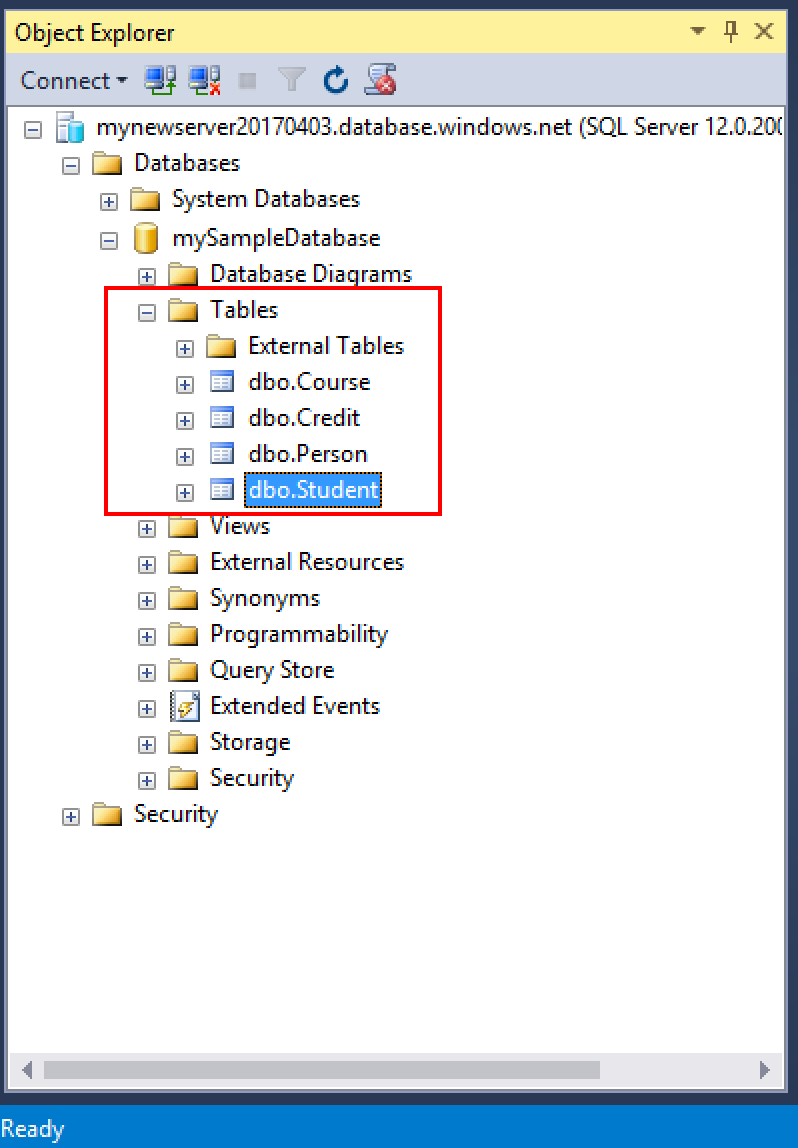 Object Explorer
Connect
mynewserver20170403.database.windows.net (SQL Server 12.0.200
Databases
System Databases
mySampleDatabase
Database Diagrams
Tables
External Tables
dbo.Course
dbo.Credit
dbo.Person
dbo.Student
Views
External Resources
Synonyms
Programmability
Query Store
Extended Events
Storage
Security
Security
Ready